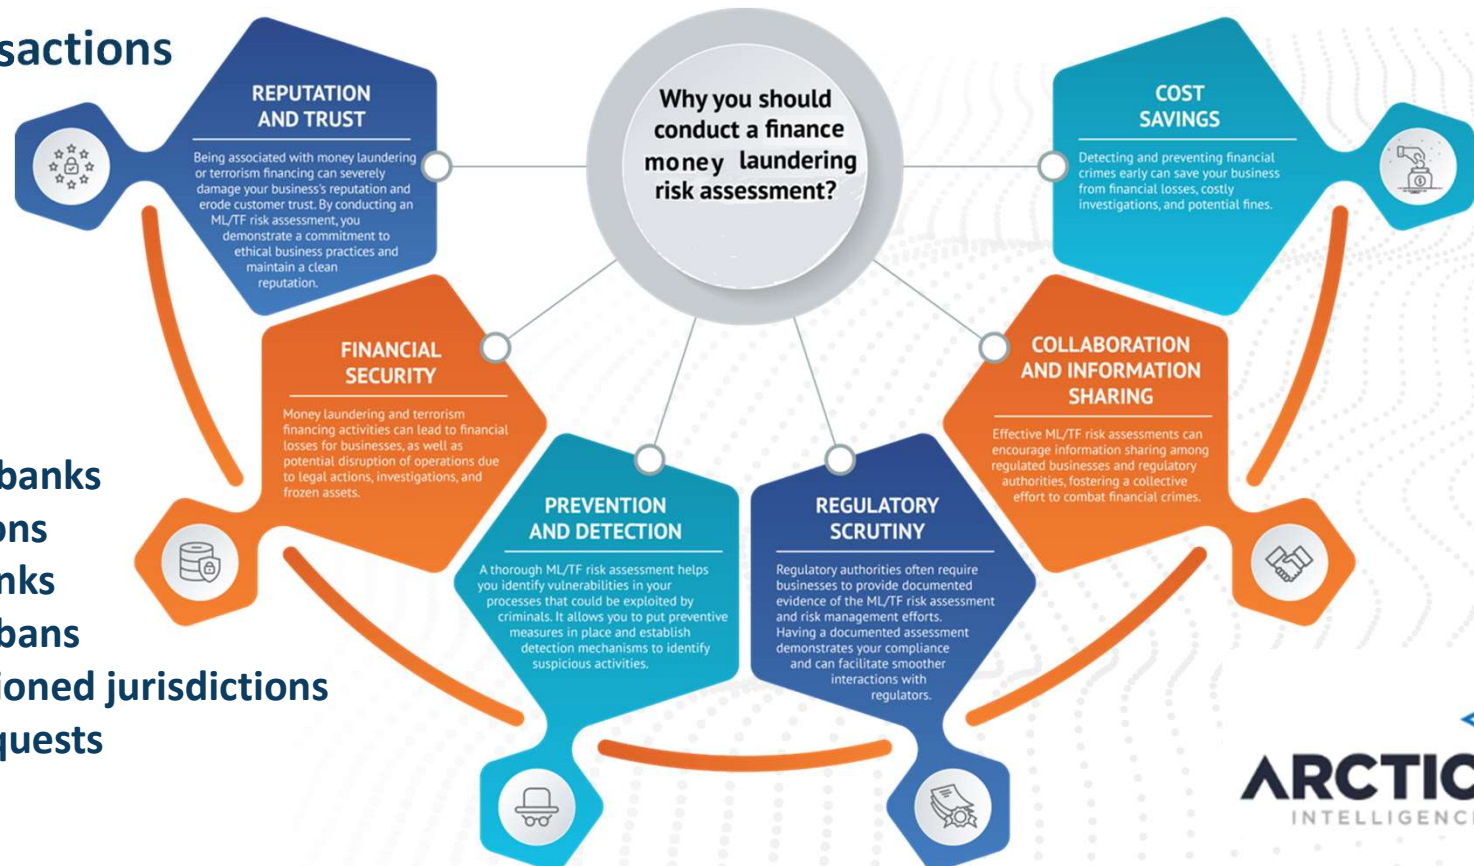 sactions
REPUTATION
AND TRUST
Being associated with money laundering
or terrorism financing can severely
damage your business's reputation and
erode customer trust. By conducting an
ML/TF risk assessment, you
demonstrate a commitment to
ethical business practices and
maintain a clean
reputation.
Why you should
conduct a finance
money laundering
risk assessment?
COST
SAVINGS
Detecting and preventing financial
crimes early can save your business
from financial losses, costly
investigations, and potential fines.
FINANCIAL
SECURITY
Money laundering and terrorism
financing activities can lead to financial
losses for businesses, as well as
potential disruption of operations due
to legal actions, investigations, and
frozen assets.
COLLABORATION
AND INFORMATION
SHARING
Effective ML/TF risk assessments can
encourage information sharing among
regulated businesses and regulatory
authorities, fostering a collective
effort to combat financial crimes.
banks
ons
nks
bans
ioned jurisdictions
quests
PREVENTION
AND DETECTION
A thorough ML/TF risk assessment helps
you identify vulnerabilities in your
processes that could be exploited by
criminals. It allows you to put preventive
measures in place and establish
detection mechanisms to identify
suspicious activities.
REGULATORY
SCRUTINY
Regulatory authorities often require
businesses to provide documented
evidence of the ML/TF risk assessment
and risk management efforts.
Having a documented assessment
demonstrates your compliance
and can facilitate smoother
interactions with
regulators.
ARCTIC
INTELLIGENC